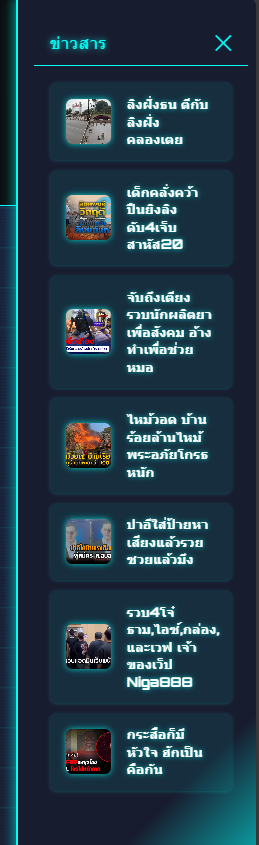 ข่าวสาร
ลิงฝั่งธน ตีกับ
ลิงฝั่ง
คลองเตย
เด็กคลั่งคว้า
ปืนยิงลิง
ดับ4เจ็บ
สาหัส20
จับถึงเตียง
รวบนักผลิตยา
เพื่อสังคม อ้าง
ทำเพื่อช่วย
หมอ
ไหม้วอด บ้าน
ร้อยล้านไหม้
พระอภัยโกรธ
หนัก
ปาอีใส่ป้ายหา
เสียงแล้วรวย
ซวยแล้วมึง
รวบ4โจ๋
ธาม,ไอซ์,กล่อง,
และเวฟ เจ้า
ของเว็ป
Niga888
กระสือก็มี
หัวใจ ฮักเป็น
คือกัน